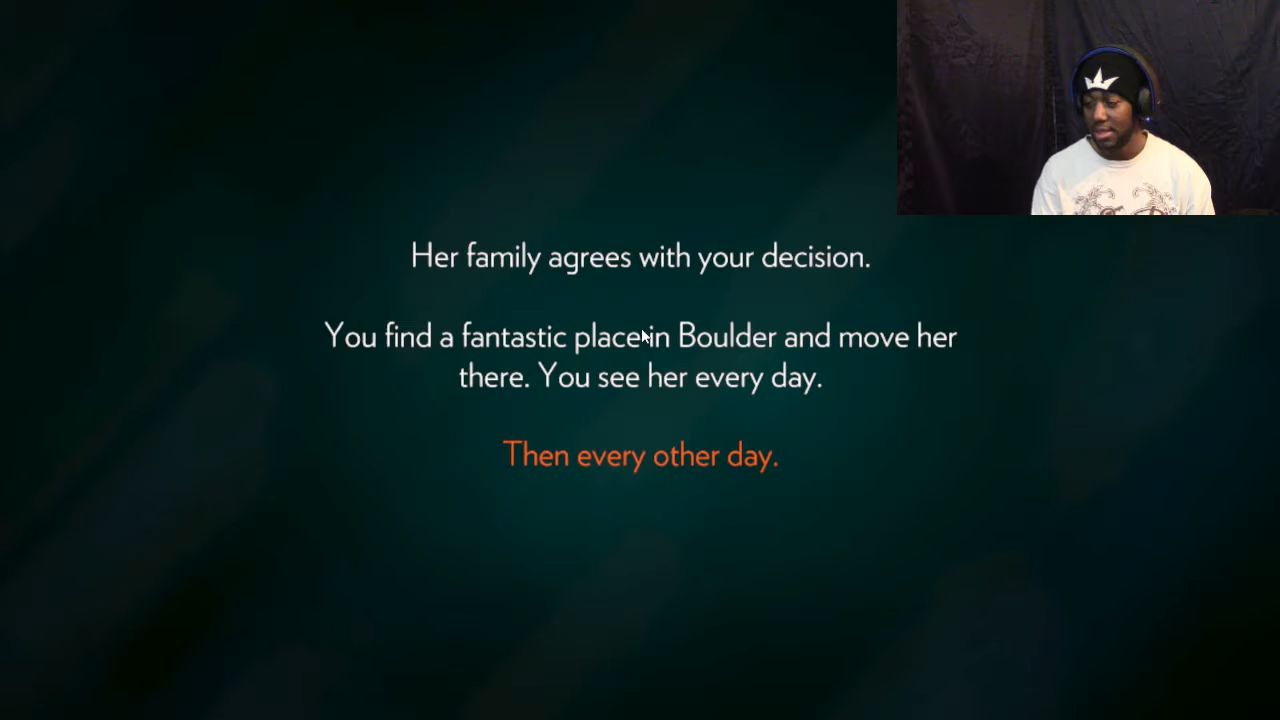 Her family agrees with your decision.
You find a fantastic place in Boulder and move her
there. You see her every day.
Then every other day.